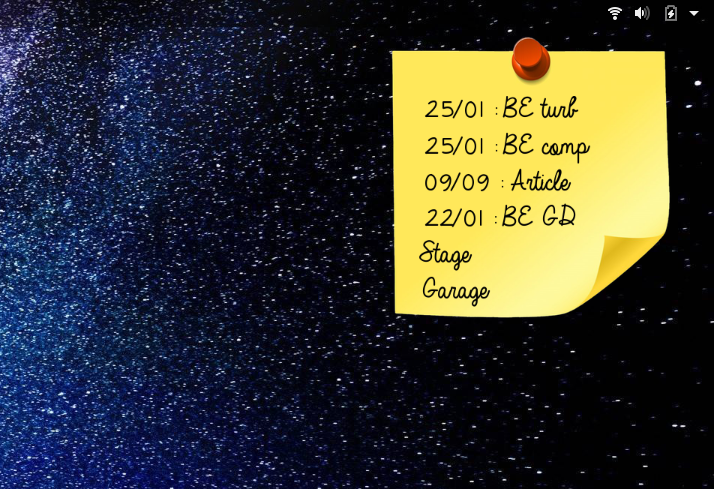 25/01 : BE turb
25/01 : BE comp
09/09 : Article
22/01 : BE GD
Stage
Garage